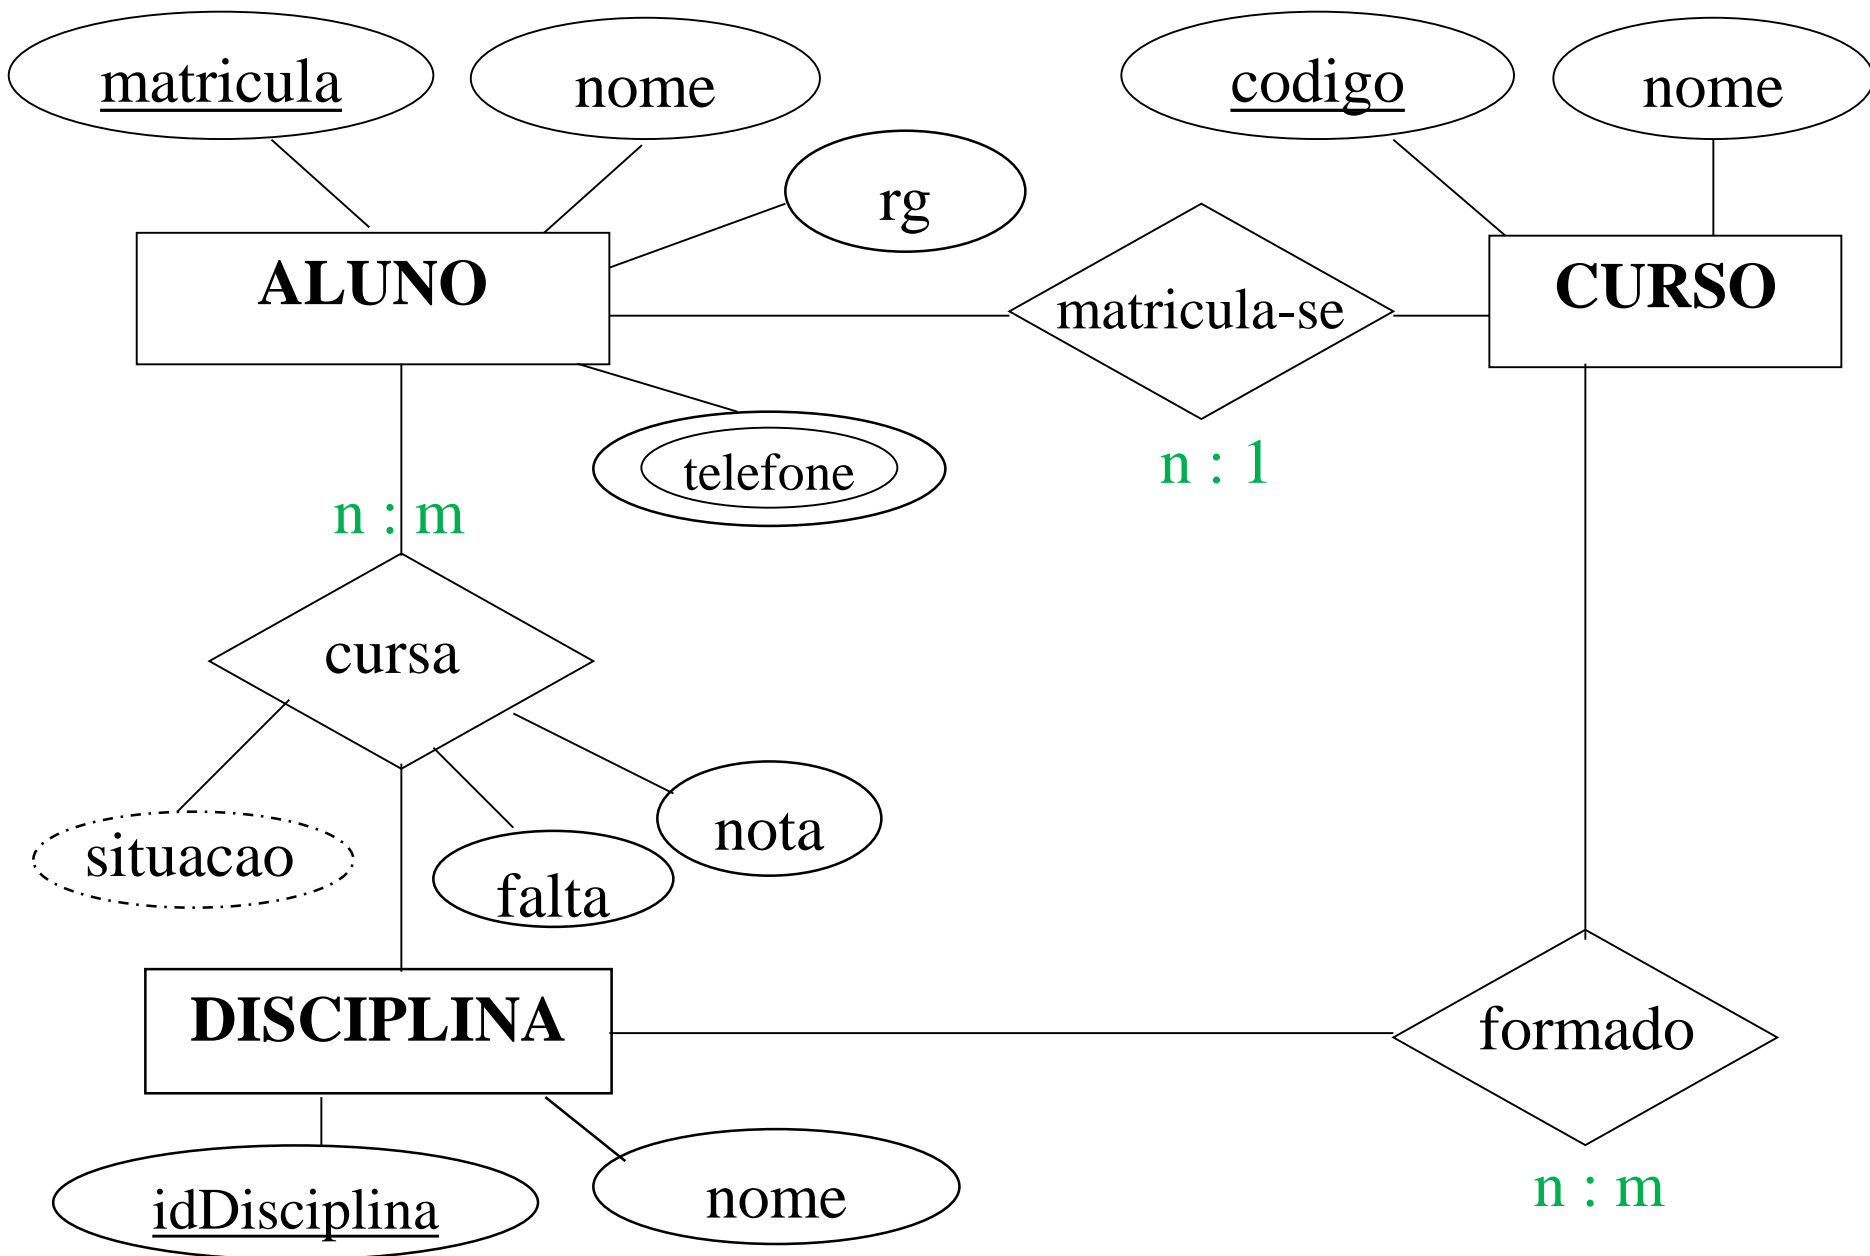 matricula
nome
codigo
nome
rg
ALUNO
matricula-se
CURSO
telefone
n : 1
n : m
cursa
situacao
falta
nota
DISCIPLINA
formado
idDisciplina
nome
n : m